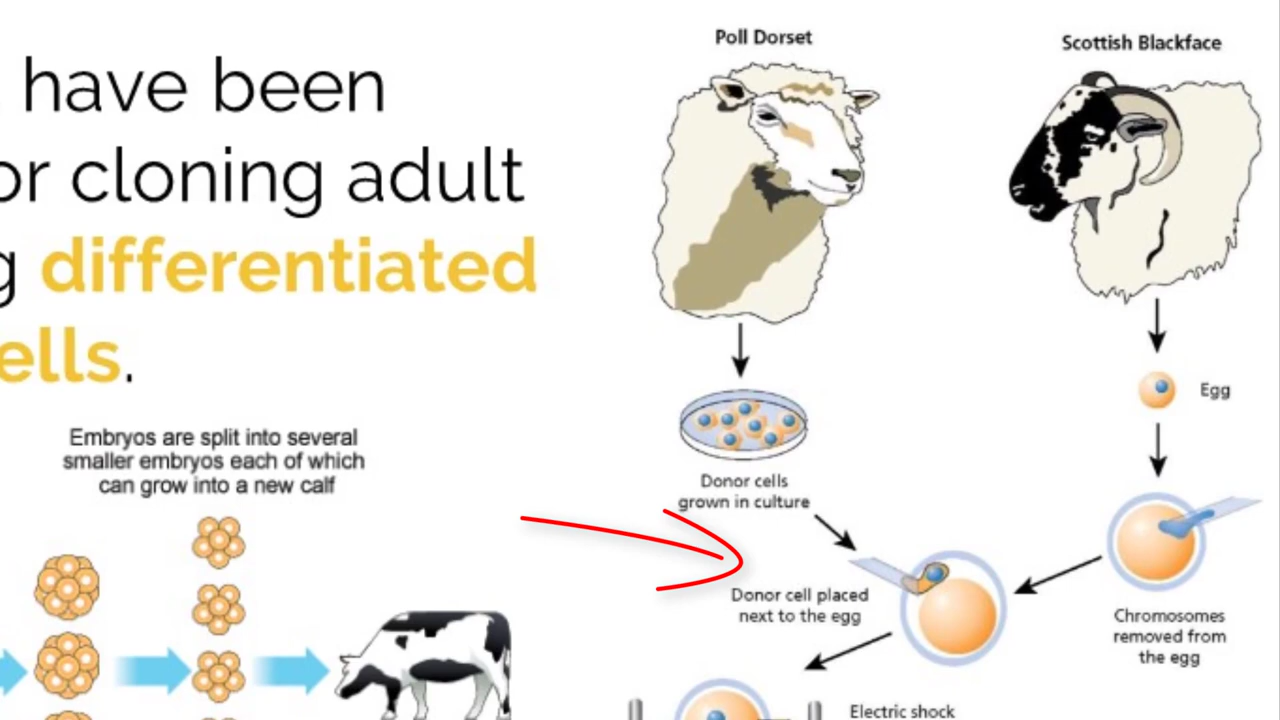 have been
or cloning adult
g differentiated
ells.
Embryos are split into several
smaller embryos each of which
can grow into a new calf
Poll Dorset
Scottish Blackface
Egg
Donor cells
grown in culture
Donor cell placed
next to the egg
Chromosomes
removed from
the egg
Electric shock